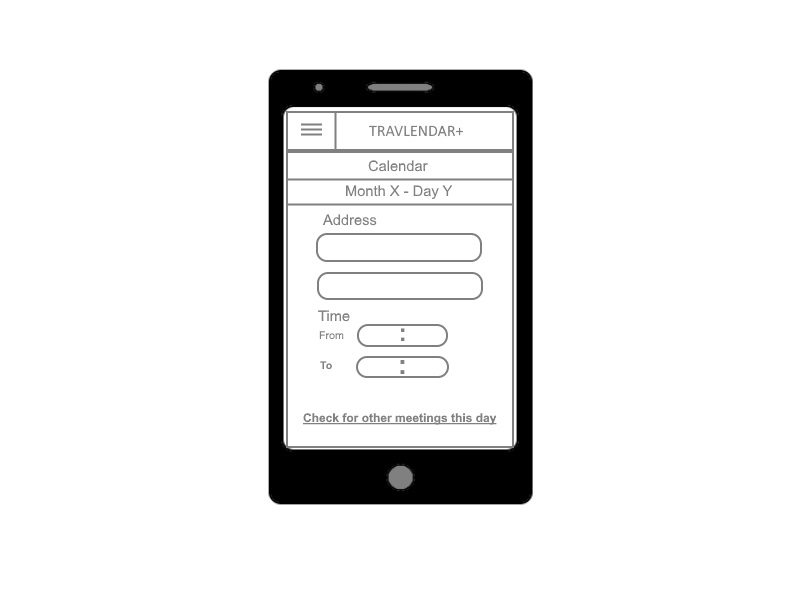 TRAVLENDAR+
Calendar
Month X - Day Y
Address
Time
From :
To :
Check for other meetings this day